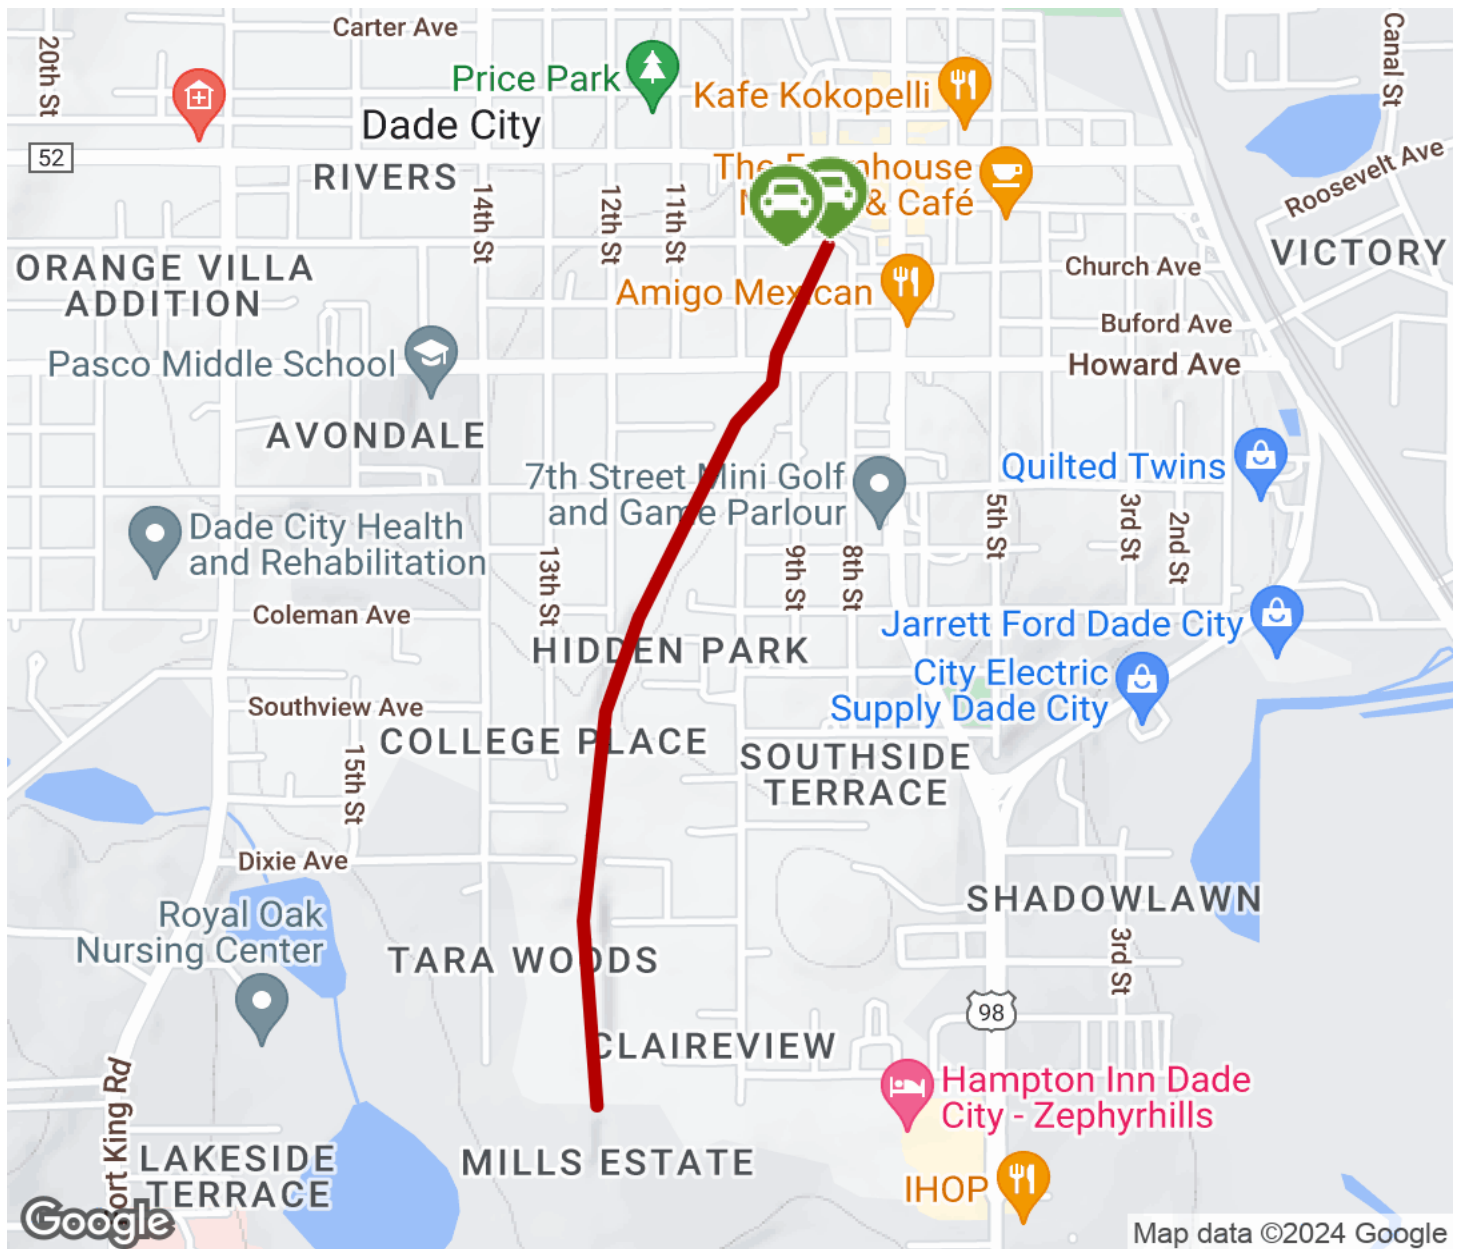 Carter Ave
20th St
Canal St
Price Park
Kafe Kokopelli
Dade City
52
RIVERS
The
nhouse
& Café
Roosevelt Ave
14th St
12th St
11th St
VICTORY
ORANGE VILLA
ADDITION
Church Ave
Amigo Mexican
Buford Ave
Pasco Middle School
Howard Ave
AVONDALE
7th Street Mini Golf
and Game Parlour
Quilted Twins
Dade City Health
and Rehabilitation
5th St
3rd St
2nd St
13th St
9th St
8th St
Coleman Ave
Jarrett Ford Dade City
HIDDEN PARK
City Electric
Supply Dade City
Southview Ave
COLLEGE PLACE
15th St
SOUTHSIDE
TERRACE
Dixie Ave
SHADOWLAWN
Royal Oak
Nursing Center
TARA WOODS
3rd St
98
CLAIREVIEW
Hampton Inn Dade
City - Zephyrhills
ort King Rd
LAKESIDE
TERRACE
MILLS ESTATE
IHOP
Google
Map data ©2024 Google